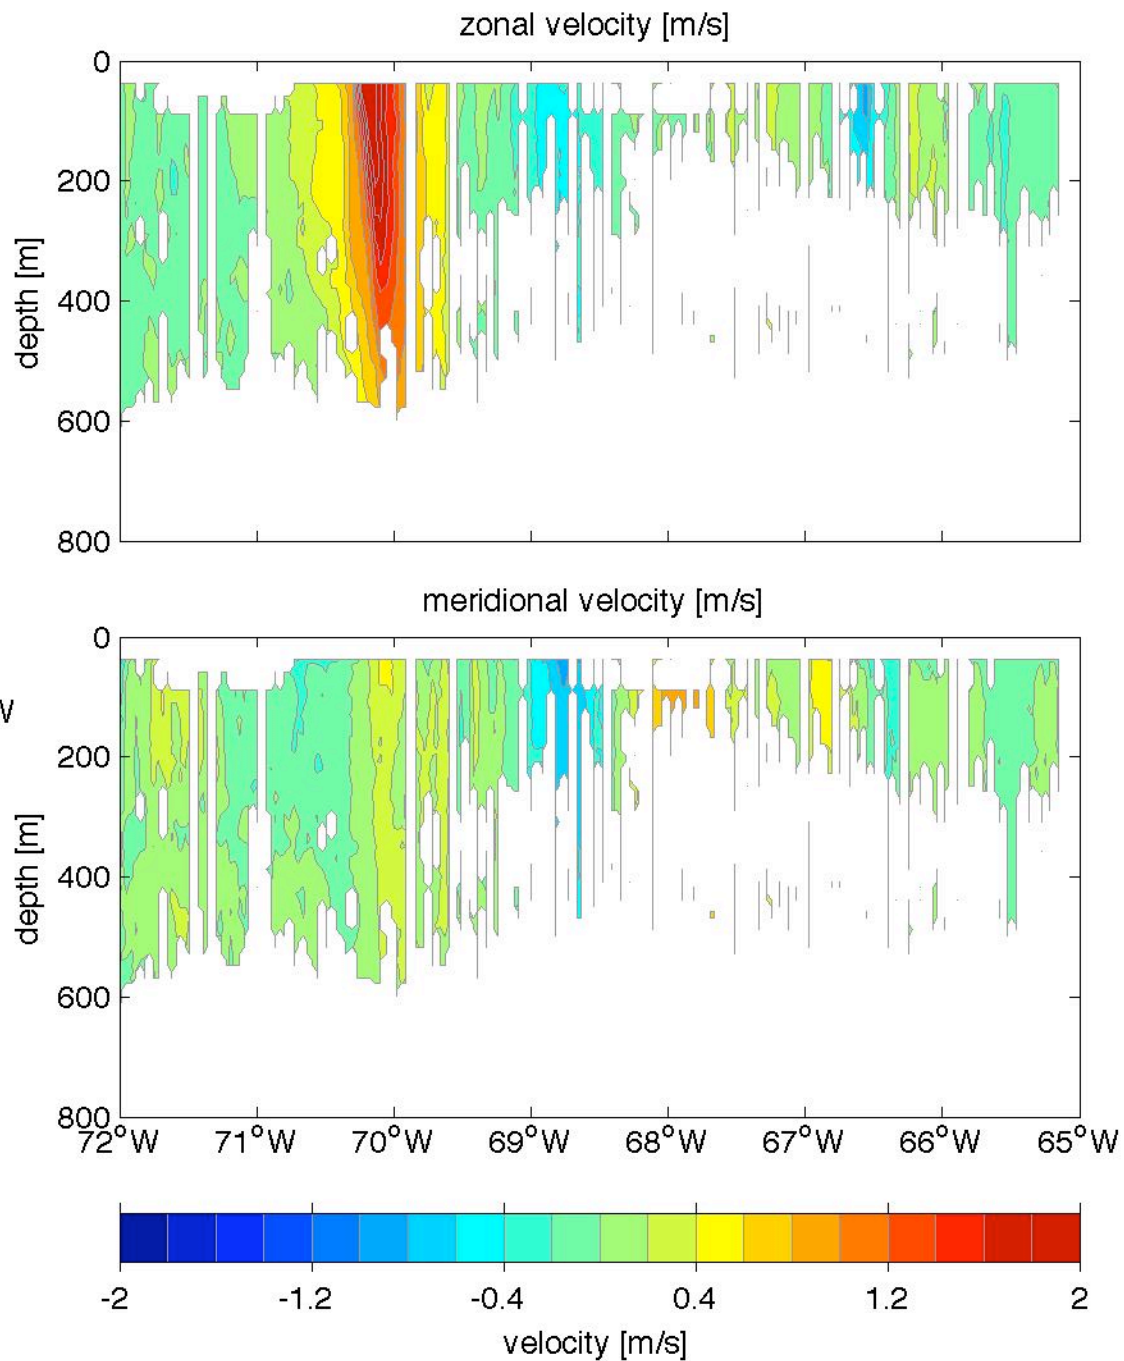 zonal velocity [m/s]
0
200
400
600
800
depth [m]
meridional velocity [m/s]
0
200
400
600
800
depth [m]
W
72°W 71°W 70°W 69°W 68°W 67°W 66°W 65°W
-2 -1.2 -0.4 0.4 1.2 2
velocity [m/s]